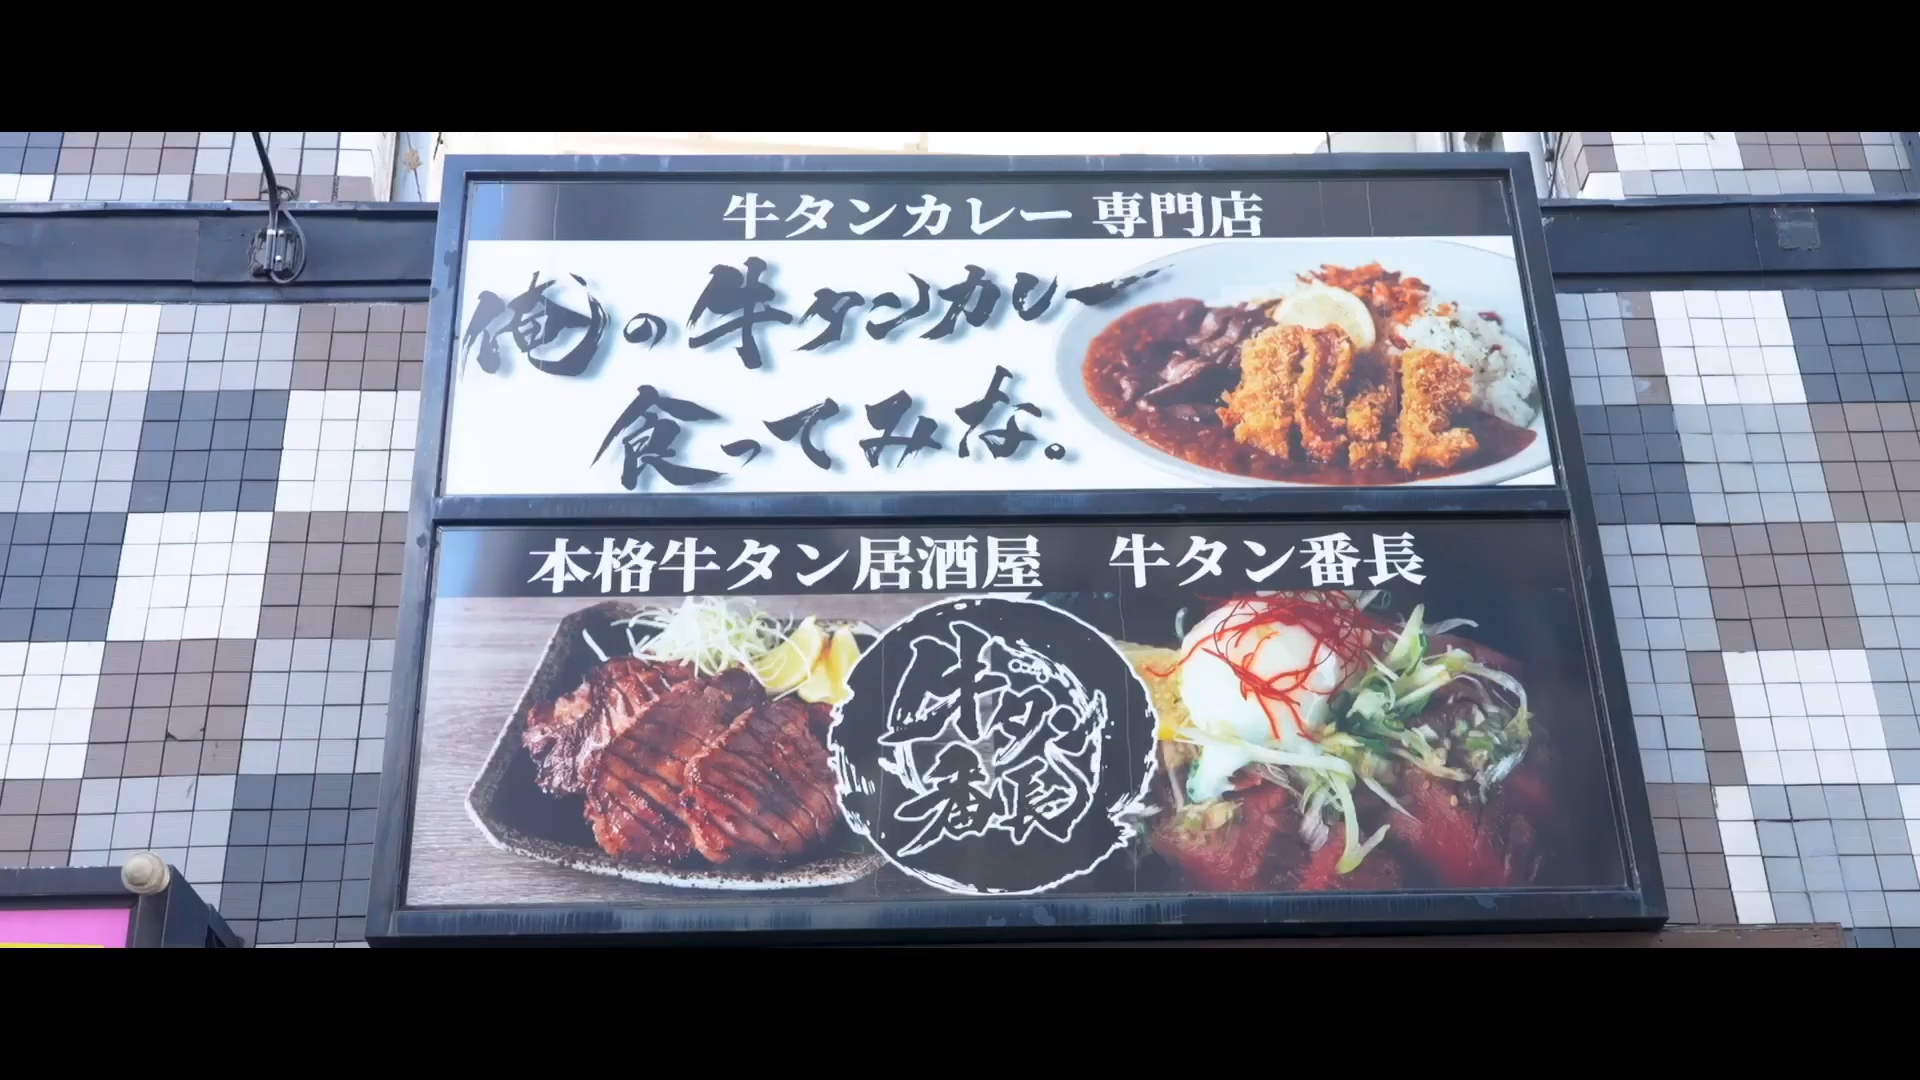 牛タンカレー 専門店
俺の牛タンカレー
食ってみな。
本格牛タン居酒屋 牛タン番長
牛タン
番長